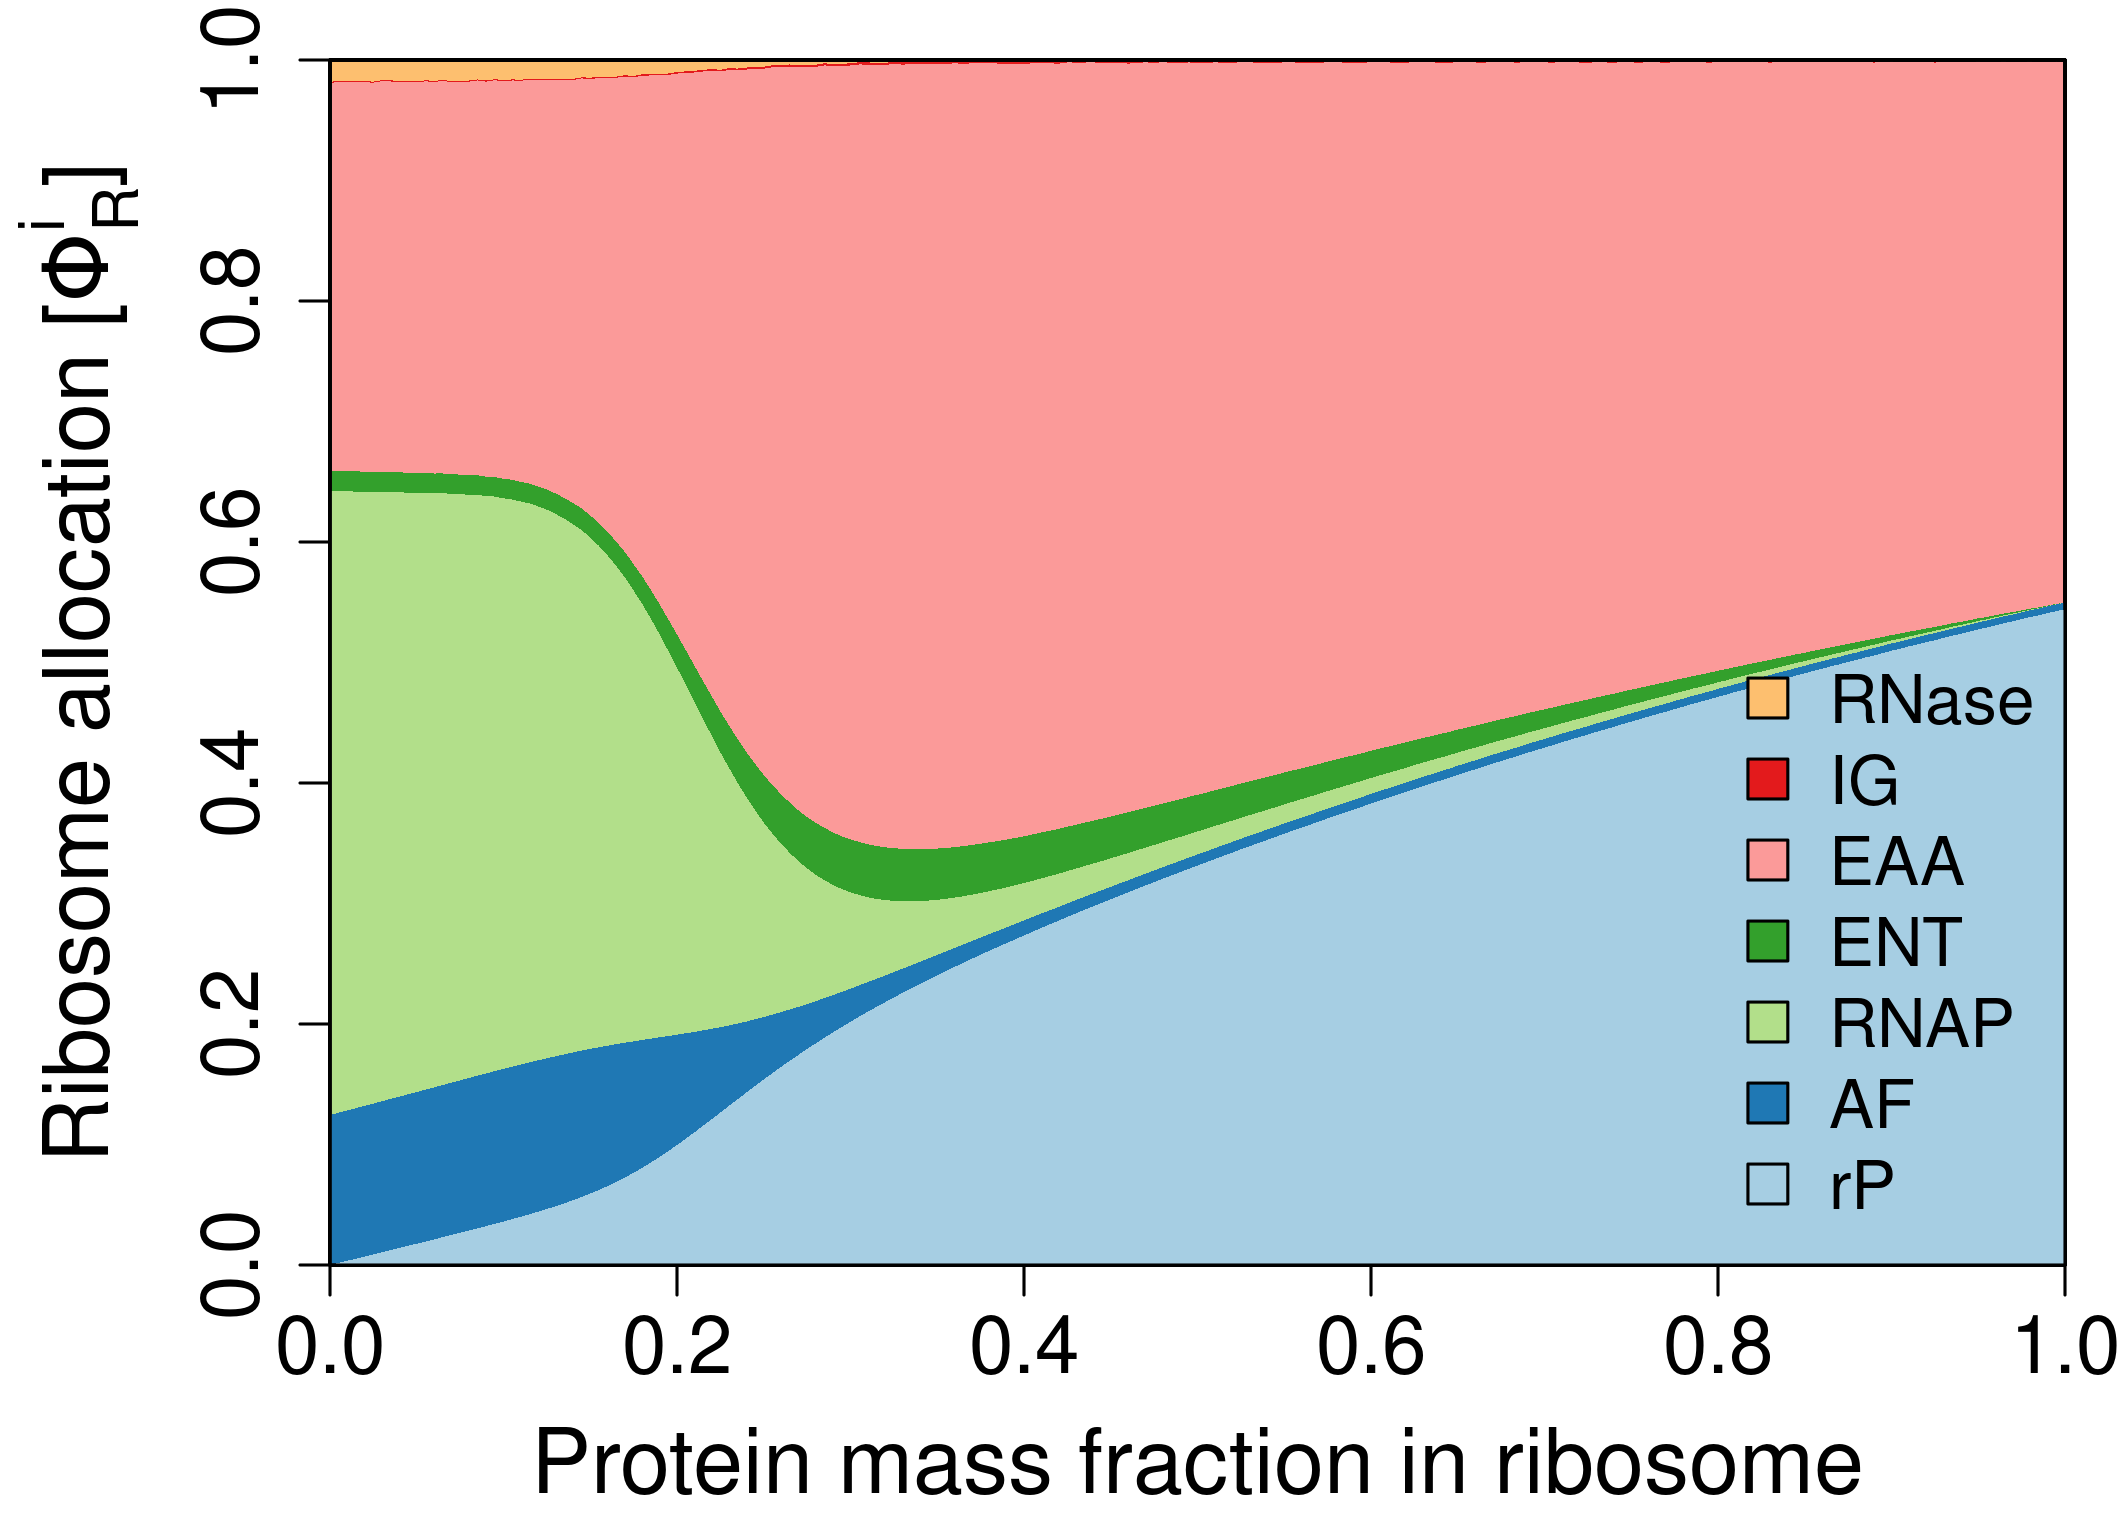 Ribosome allocation [Φ^i_R]
1.0
0.8
0.6
0.4
0.2
0.0
RNase
IG
EAA
ENT
RNAP
AF
rP
0.0 0.2 0.4 0.6 0.8 1.0
Protein mass fraction in ribosome